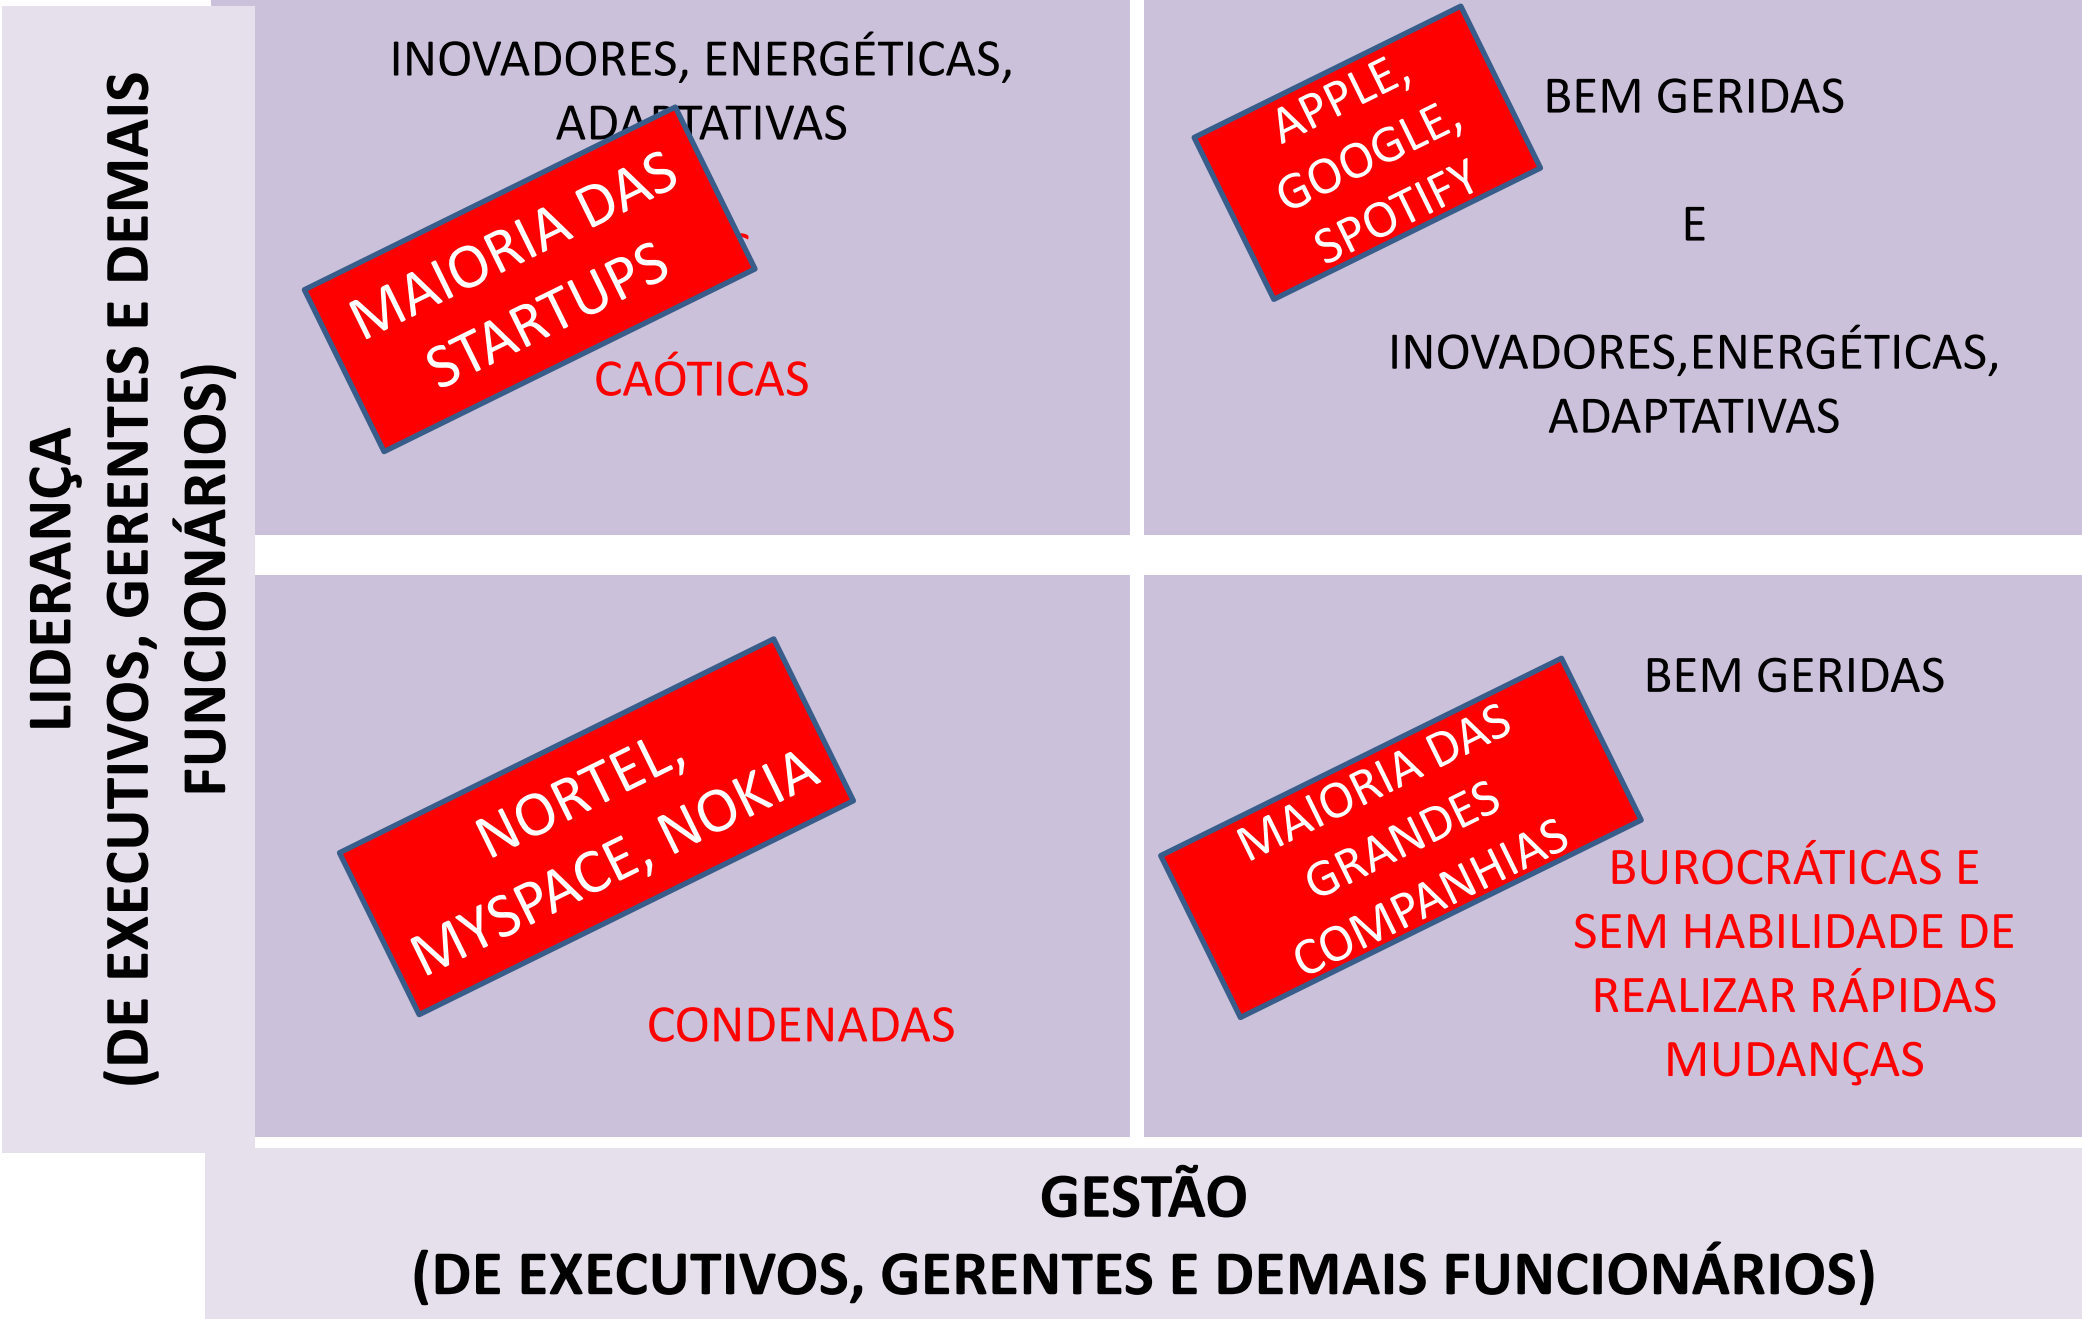 LIDERANÇA
(DE EXECUTIVOS, GERENTES E DEMAIS
FUNCIONÁRIOS)
INOVADORES, ENERGÉTICAS,
ADAPTATIVAS
MAIORIA DAS
STARTUPS
CAÓTICAS
APPLE,
GOOGLE,
SPOTIFY
BEM GERIDAS
E
INOVADORES,ENERGÉTICAS,
ADAPTATIVAS
NORTEL,
MYSPACE, NOKIA
CONDENADAS
MAIORIA DAS
GRANDES
COMPANHIAS
BEM GERIDAS
BUROCRÁTICAS E
SEM HABILIDADE DE
REALIZAR RÁPIDAS
MUDANÇAS
GESTÃO
(DE EXECUTIVOS, GERENTES E DEMAIS FUNCIONÁRIOS)